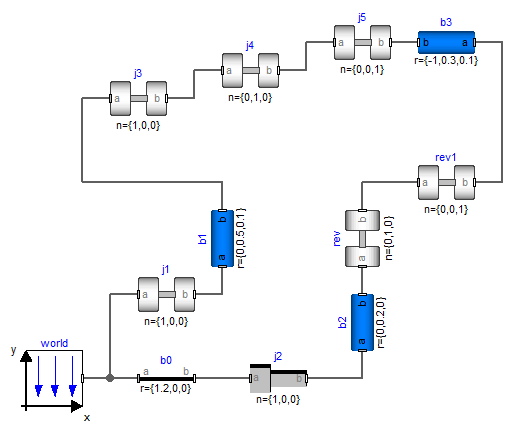 j5
b3
a b
b a
n={0,0,1}
r={-1,0.3,0.1}
j4
a b
n={0,1,0}
j3
a b
n={1,0,0}
rev1
a b
n={0,0,1}
b1
b
a
r={0,0.5,0.1}
rev
b
a
n={0,1,0}
j1
a b
n={1,0,0}
b2
b
a
r={0,0.2,0}
world
y
x
b0
a b
r={1.2,0,0}
j2
a b
n={1,0,0}